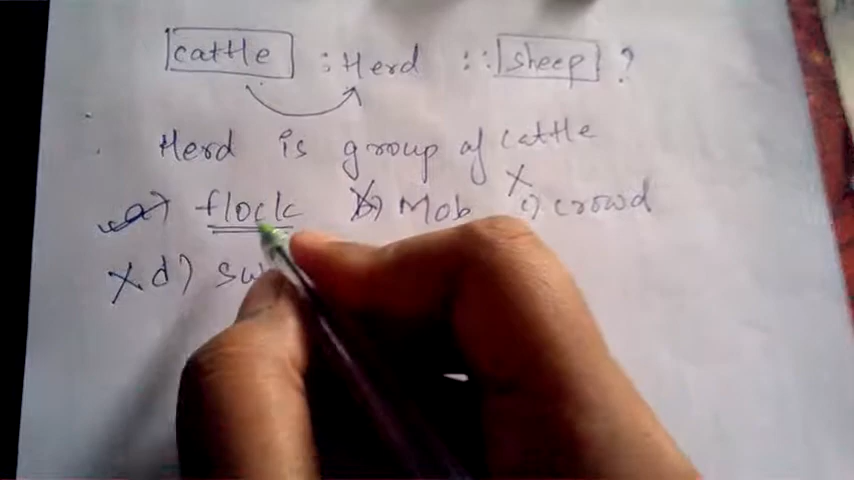 cattle : Herd :: sheep ?
Herd is group of cattle
a) flock b) Mob c) crowd
d)